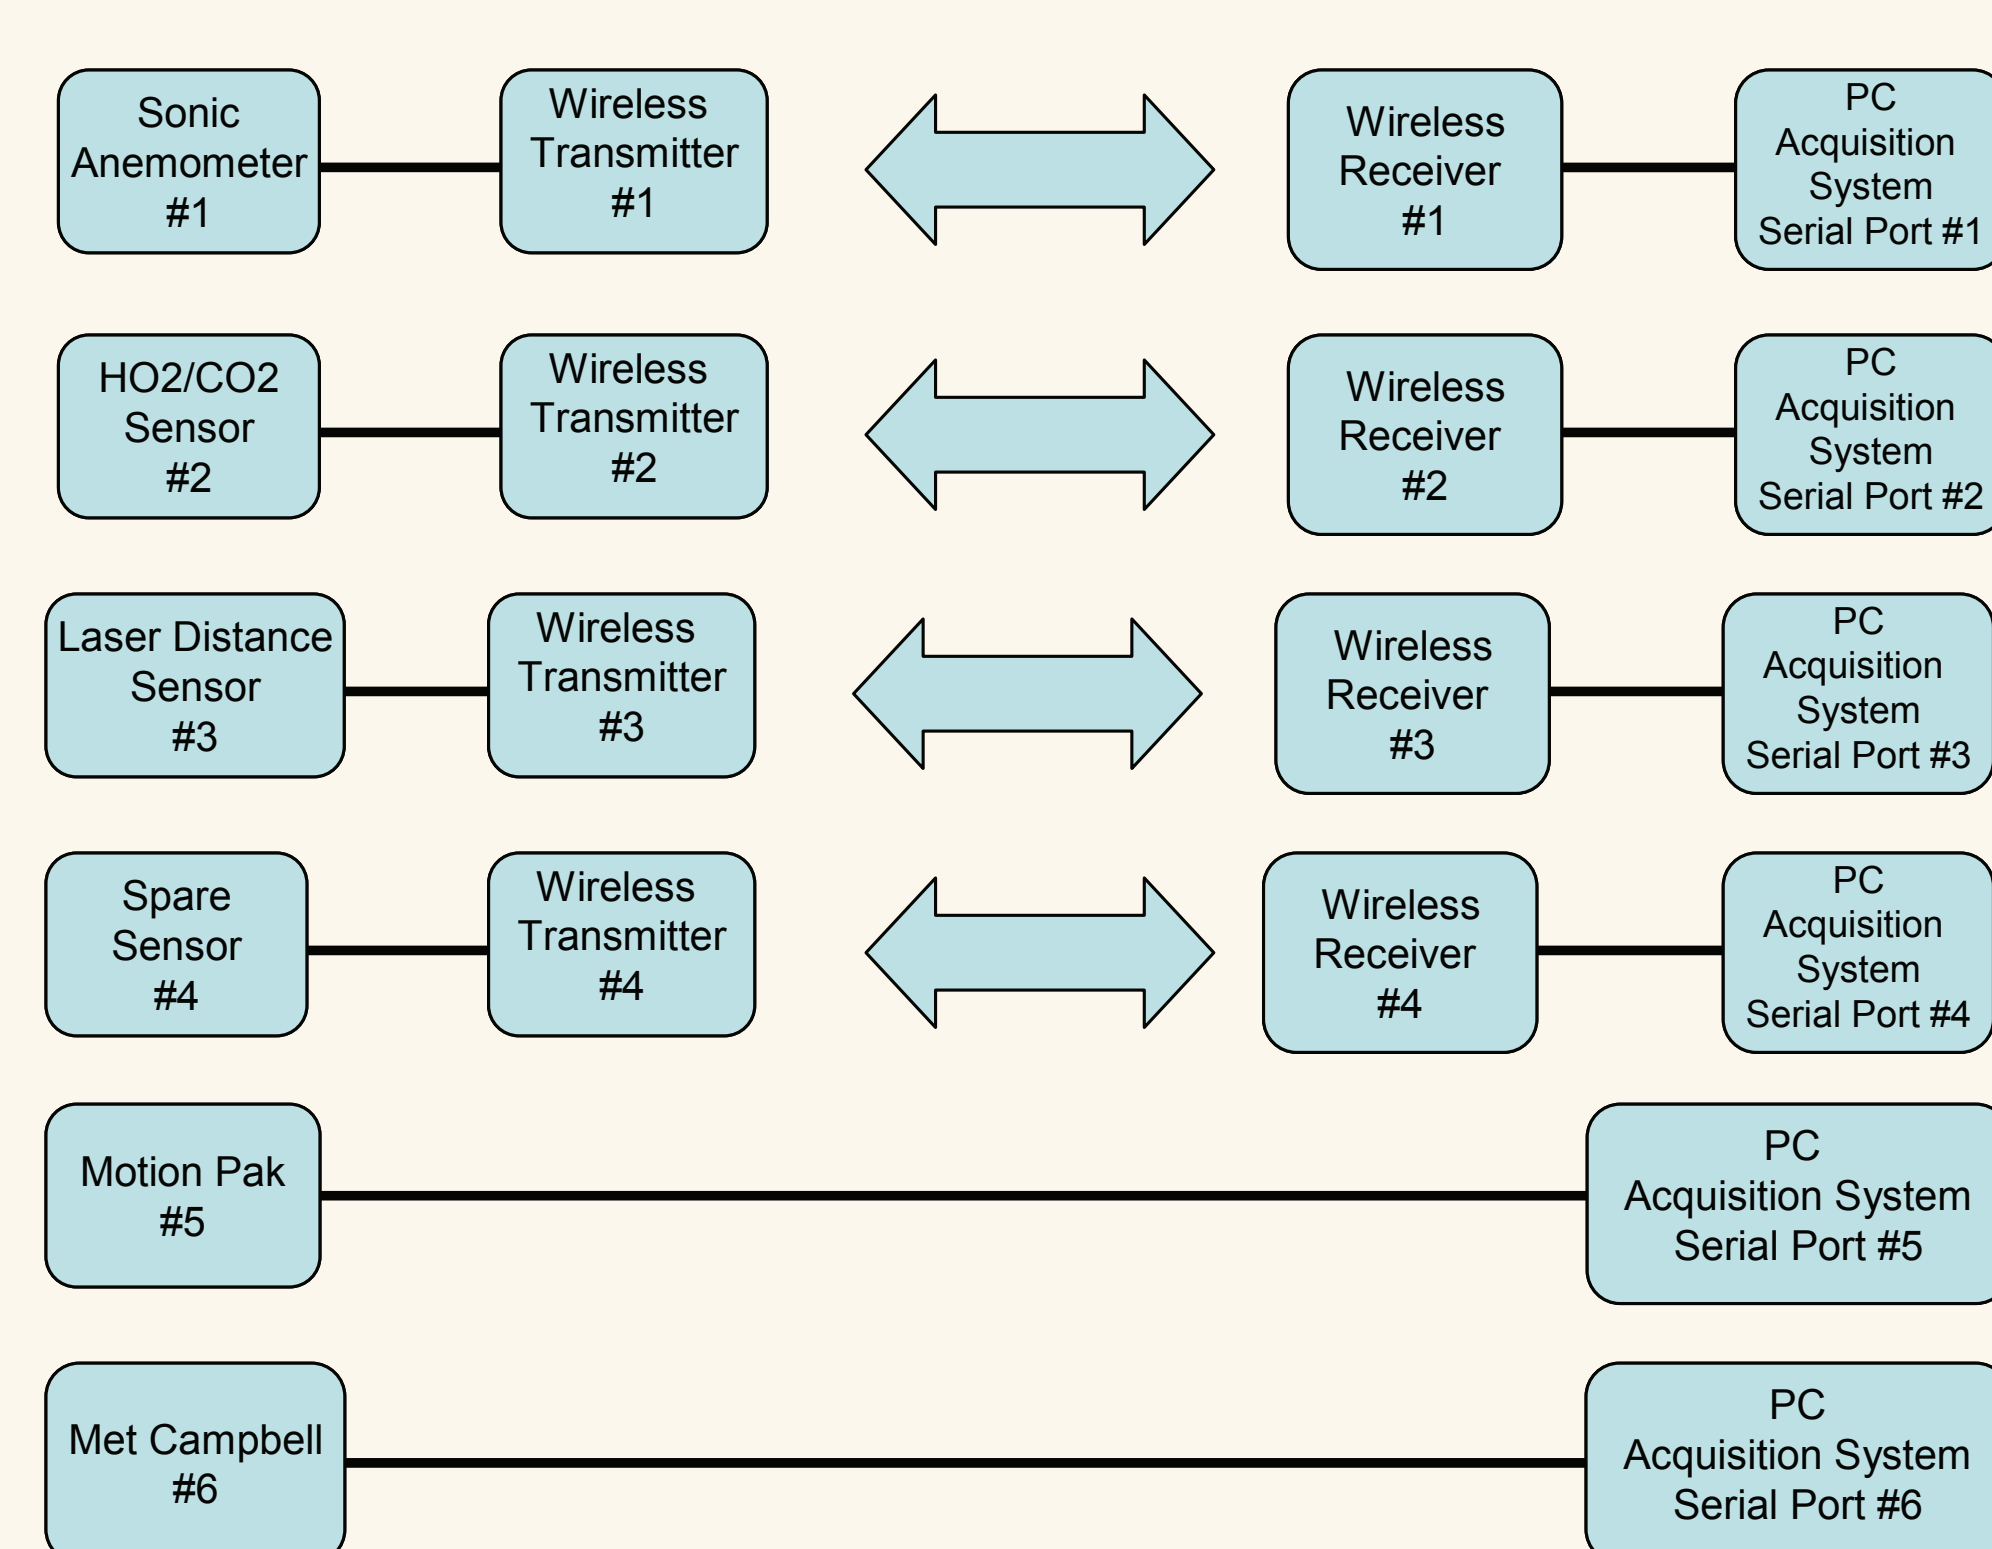 Sonic
Anemometer
#1
Wireless
Transmitter
#1
Wireless
Receiver
#1
PC
Acquisition
System
Serial Port #1
HO2/CO2
Sensor
#2
Wireless
Transmitter
#2
Wireless
Receiver
#2
PC
Acquisition
System
Serial Port #2
Laser Distance
Sensor
#3
Wireless
Transmitter
#3
Wireless
Receiver
#3
PC
Acquisition
System
Serial Port #3
Spare
Sensor
#4
Wireless
Transmitter
#4
Wireless
Receiver
#4
PC
Acquisition
System
Serial Port #4
Motion Pak
#5
PC
Acquisition System
Serial Port #5
Met Campbell
#6
PC
Acquisition System
Serial Port #6